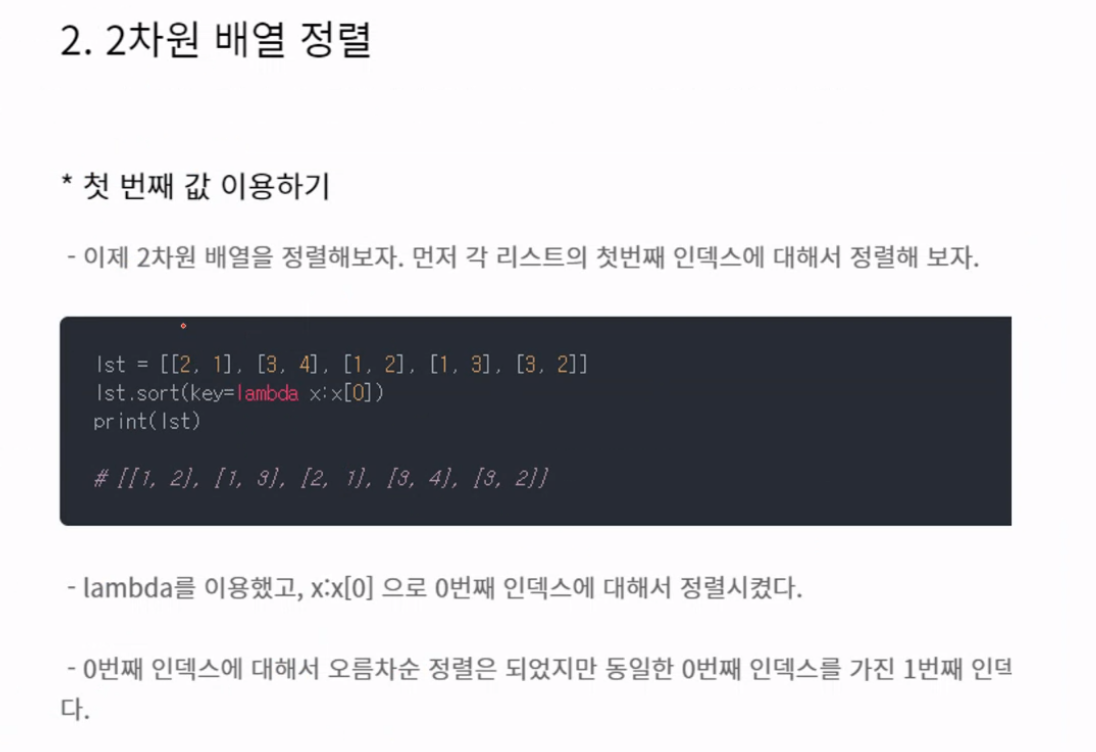 2. 2차원 배열 정렬
* 첫 번째 값 이용하기
- 이제 2차원 배열을 정렬해보자. 먼저 각 리스트의 첫번째 인덱스에 대해서 정렬해 보자.
lst = [[2, 1], [3, 4], [1, 2], [1, 3], [3, 2]]
lst.sort(key=lambda x:x[0])
print(lst)
# [[1, 2], [1, 3], [2, 1], [3, 4], [3, 2]]
- lambda를 이용했고, x:x[0] 으로 0번째 인덱스에 대해서 정렬시켰다.
- 0번째 인덱스에 대해서 오름차순 정렬은 되었지만 동일한 0번째 인덱스를 가진 1번째 인덕
다.